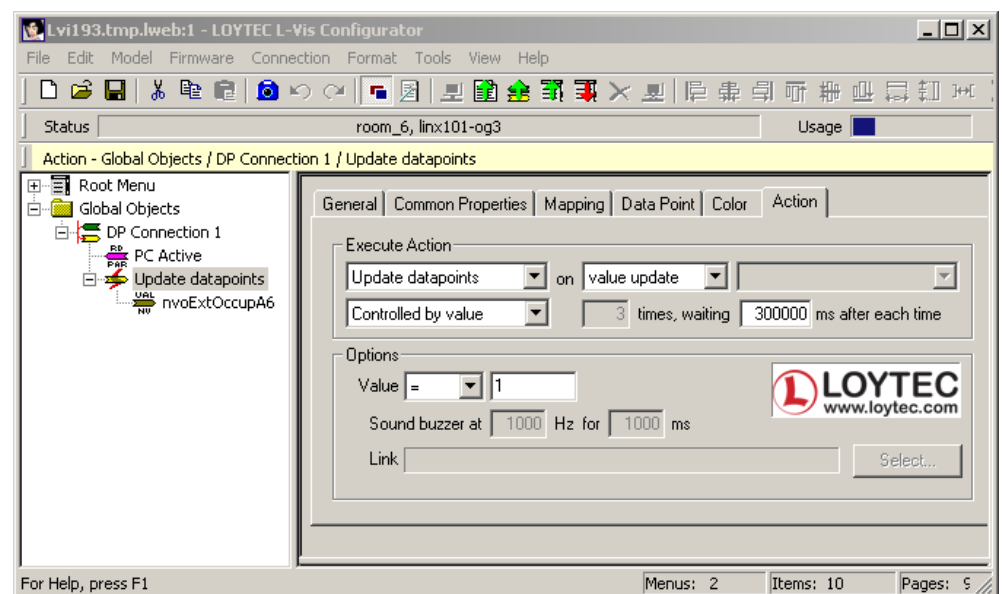 Lvi193.tmp.lweb:1 - LOYTEC L-Vis Configurator
File Edit Model Firmware Connection Format Tools View Help
Status room_6, linx101-og3 Usage
Action - Global Objects / DP Connection 1 / Update datapoints
Root Menu
Global Objects
DP Connection 1
RD PAR PC Active
Update datapoints
VAL NV nvoExtOccupA6
General Common Properties Mapping Data Point Color Action
Execute Action
Update datapoints on value update
Controlled by value 3 times, waiting 300000 ms after each time
Options
Value = 1
LOYTEC
www.loytec.com
Sound buzzer at 1000 Hz for 1000 ms
Link Select...
For Help, press F1 Menus: 2 Items: 10 Pages: 9